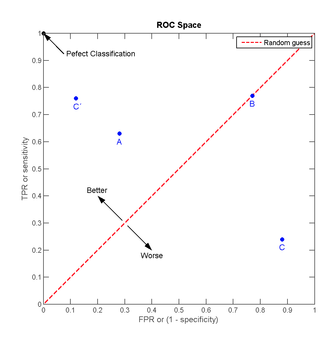 ROC Space
Random guess
Pefect Classification
C´
A
B
C
Better
Worse
1
0.9
0.8
0.7
0.6
0.5
0.4
0.3
0.2
0.1
0
0 0.1 0.2 0.3 0.4 0.5 0.6 0.7 0.8 0.9 1
TPR or sensitivity
FPR or (1 - specificity)